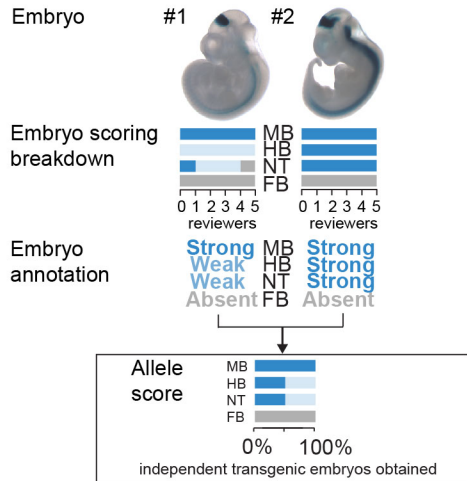 Embryo #1 #2
Embryo scoring breakdown
MB
HB
NT
FB
0 1 2 3 4 5 0 1 2 3 4 5
reviewers reviewers
Embryo annotation
Strong MB Strong
Weak HB Strong
Weak NT Strong
Absent FB Absent
Allele score
MB
HB
NT
FB
0% 100%
independent transgenic embryos obtained